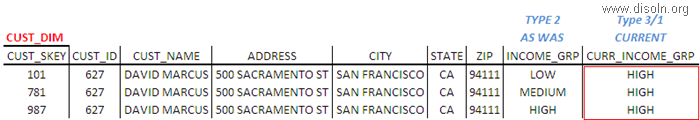 www.disoln.org
TYPE 2 Type 3/1
CUST_DIM AS WAS CURRENT
CUST_SKEY CUST_ID CUST_NAME ADDRESS CITY STATE ZIP INCOME_GRP CURR_INCOME_GRP
101 627 DAVID MARCUS 500 SACRAMENTO ST SAN FRANCISCO CA 94111 LOW HIGH
781 627 DAVID MARCUS 500 SACRAMENTO ST SAN FRANCISCO CA 94111 MEDIUM HIGH
987 627 DAVID MARCUS 500 SACRAMENTO ST SAN FRANCISCO CA 94111 HIGH HIGH